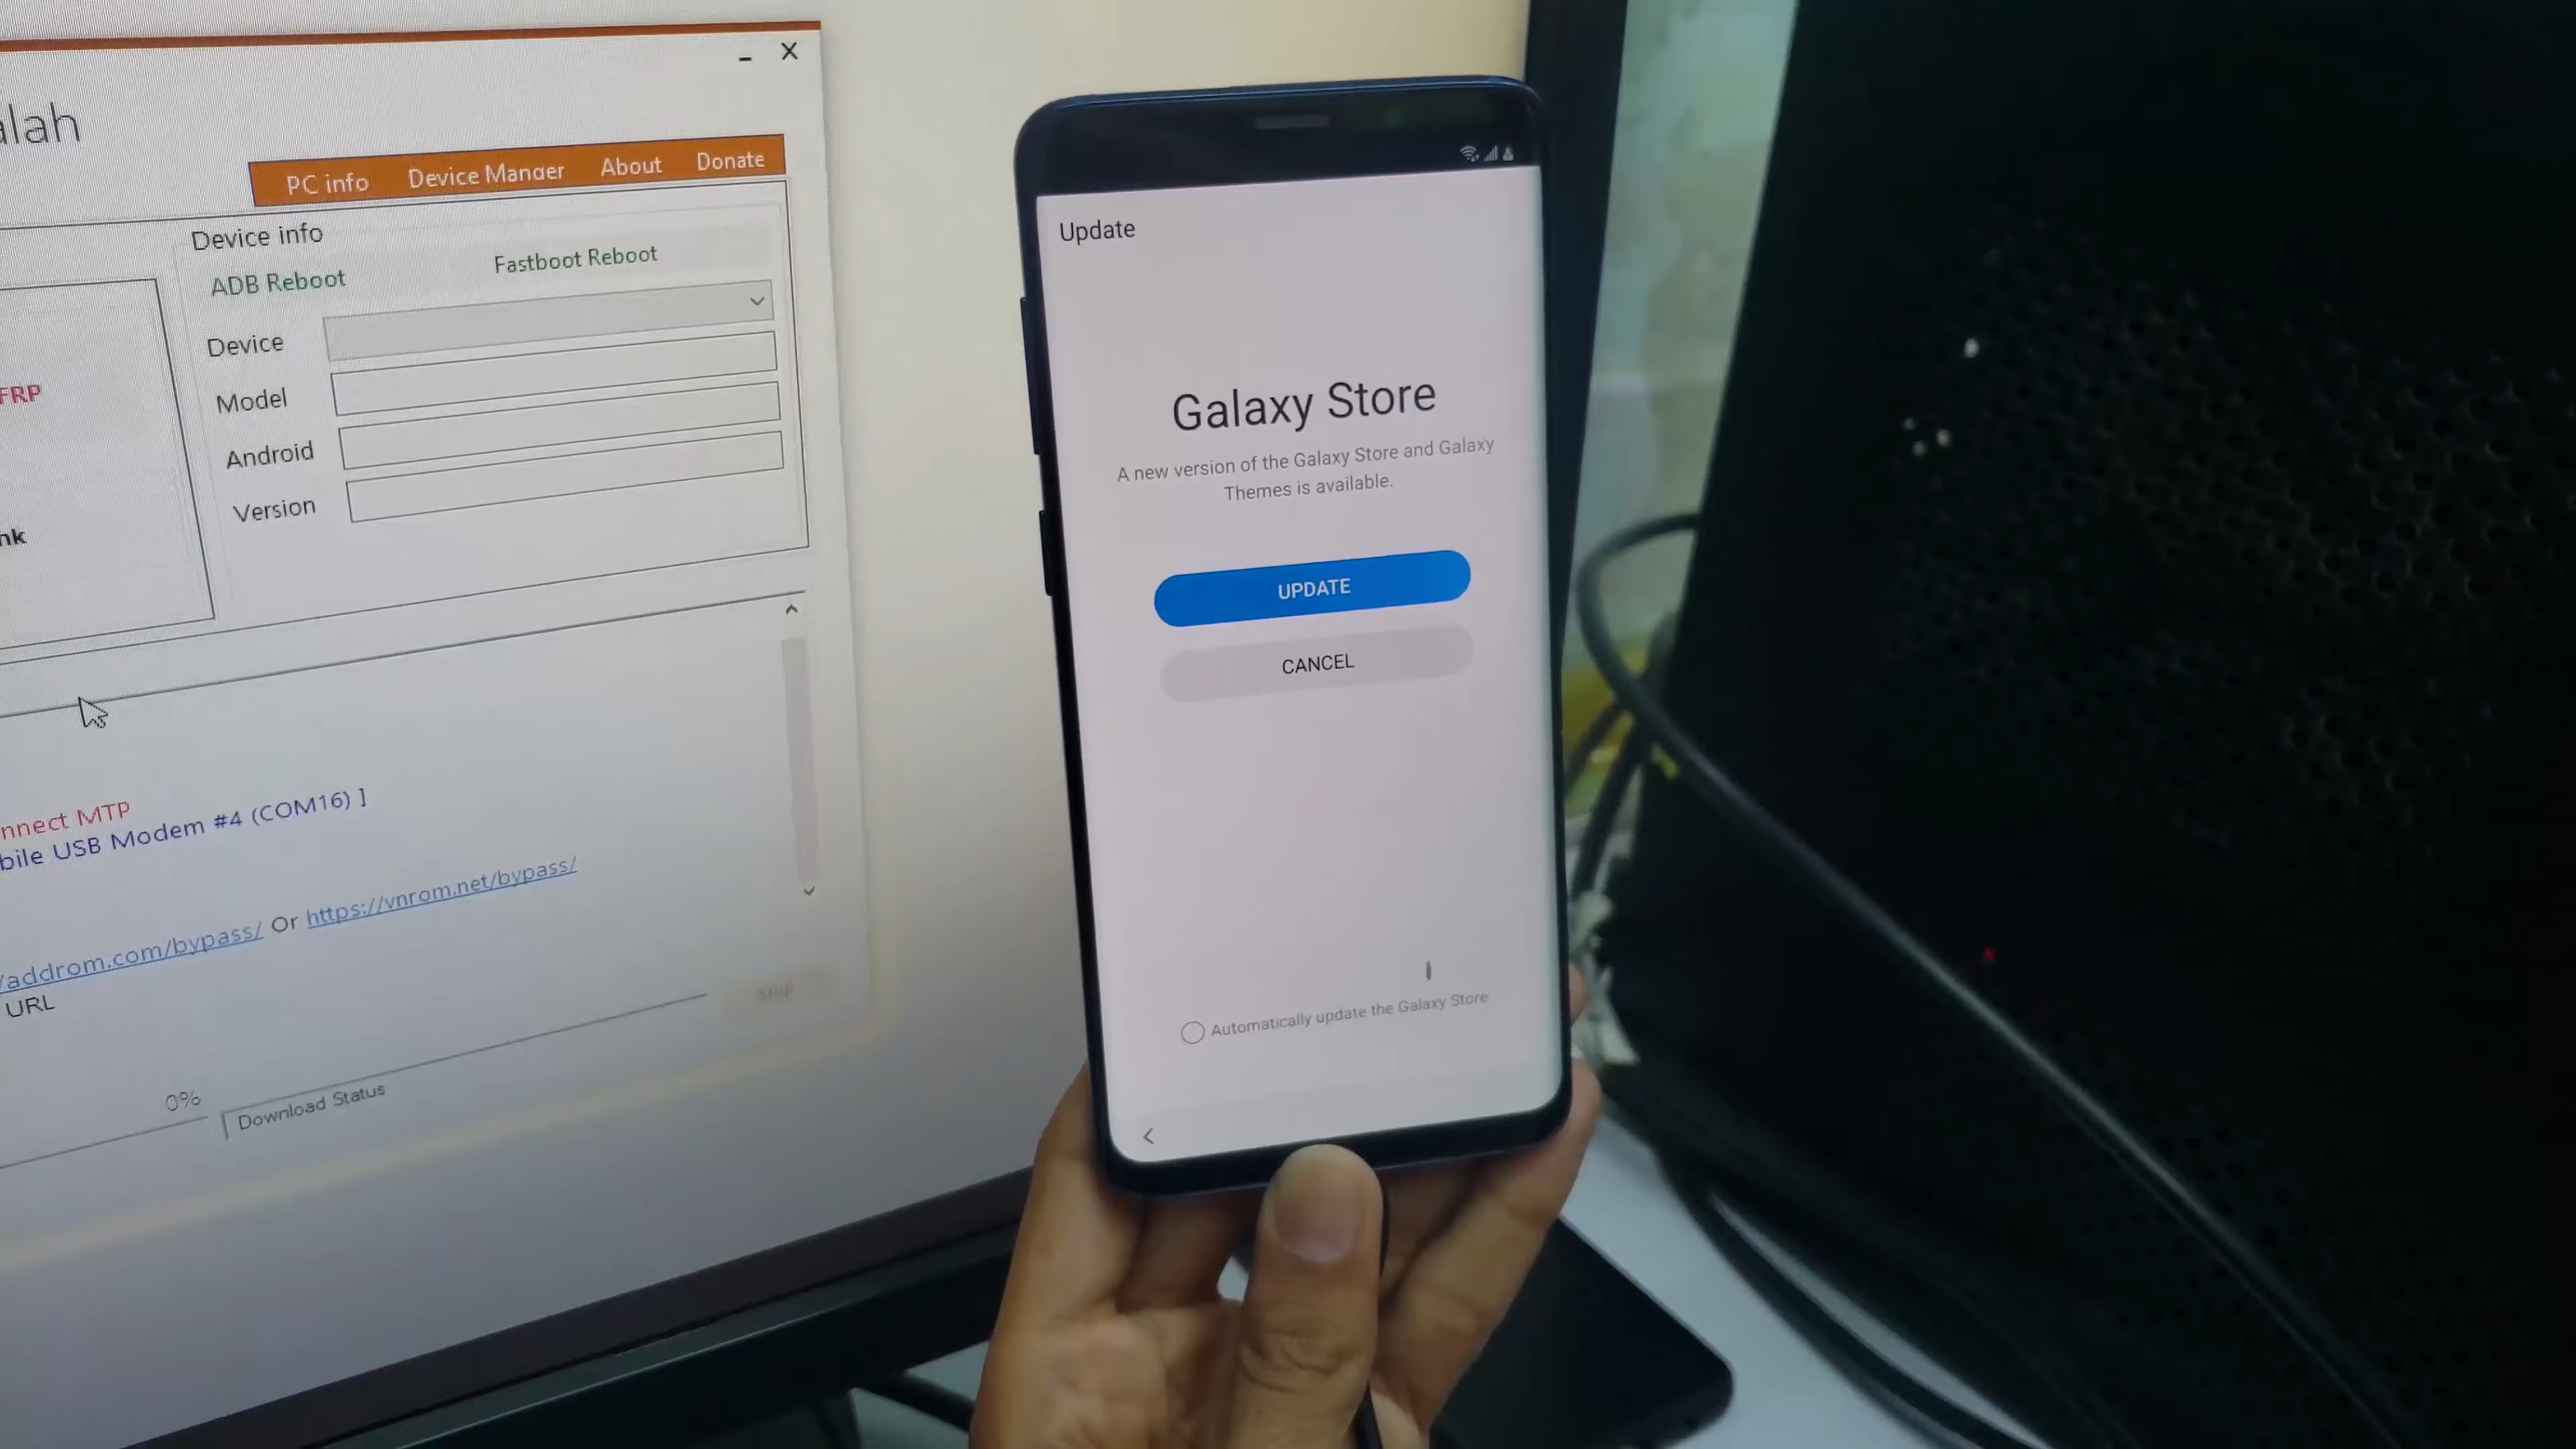 alah
PC info Device Manger About Donate
Device info
ADB Reboot Fastboot Reboot
Device
Model
Android
Version
FRP
nk
nnect MTP
bile USB Modem #4 (COM16) ]
/addrom.com/bypass/ Or https://vnrom.net/bypass/
URL
Stop
0%
Download Status
Update
Galaxy Store
A new version of the Galaxy Store and Galaxy
Themes is available.
UPDATE
CANCEL
Automatically update the Galaxy Store